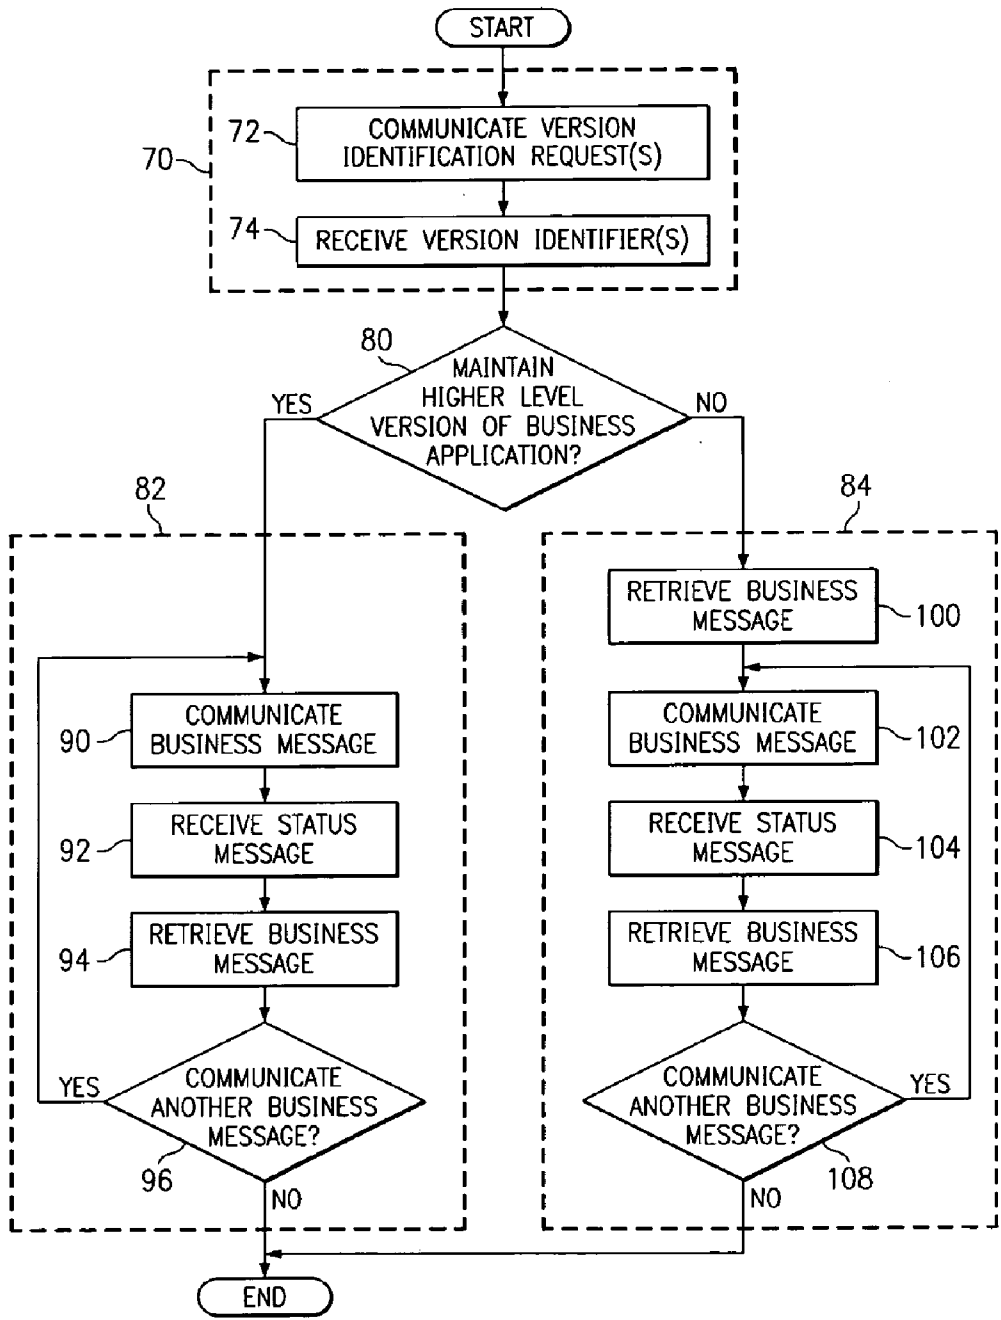 START
COMMUNICATE VERSION
IDENTIFICATION REQUEST(S)
72
70
RECEIVE VERSION IDENTIFIER(S)
74
80
MAINTAIN
HIGHER LEVEL
VERSION OF BUSINESS
APPLICATION?
YES
NO
82
84
RETRIEVE BUSINESS
MESSAGE
100
COMMUNICATE
BUSINESS MESSAGE
90
RECEIVE STATUS
MESSAGE
92
RETRIEVE BUSINESS
MESSAGE
94
COMMUNICATE
ANOTHER BUSINESS
MESSAGE?
YES
96
NO
COMMUNICATE
BUSINESS MESSAGE
102
RECEIVE STATUS
MESSAGE
104
RETRIEVE BUSINESS
MESSAGE
106
COMMUNICATE
ANOTHER BUSINESS
MESSAGE?
YES
108
NO
END